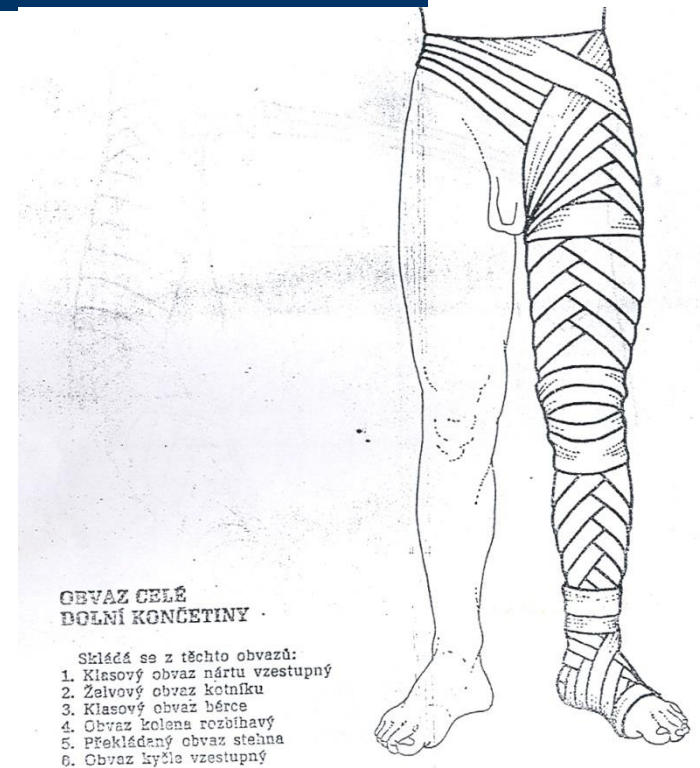 OBVAZ CELÉ
DOLNÍ KONČETINY
Skládá se z těchto obvazů:
1. Klasový obvaz nártu vzestupný
2. Želvový obvaz kotníku
3. Klasový obvaz bérce
4. Obvaz kolena rozbíhavý
5. Překládaný obvaz stehna
6. Obvaz kyčle vzestupný